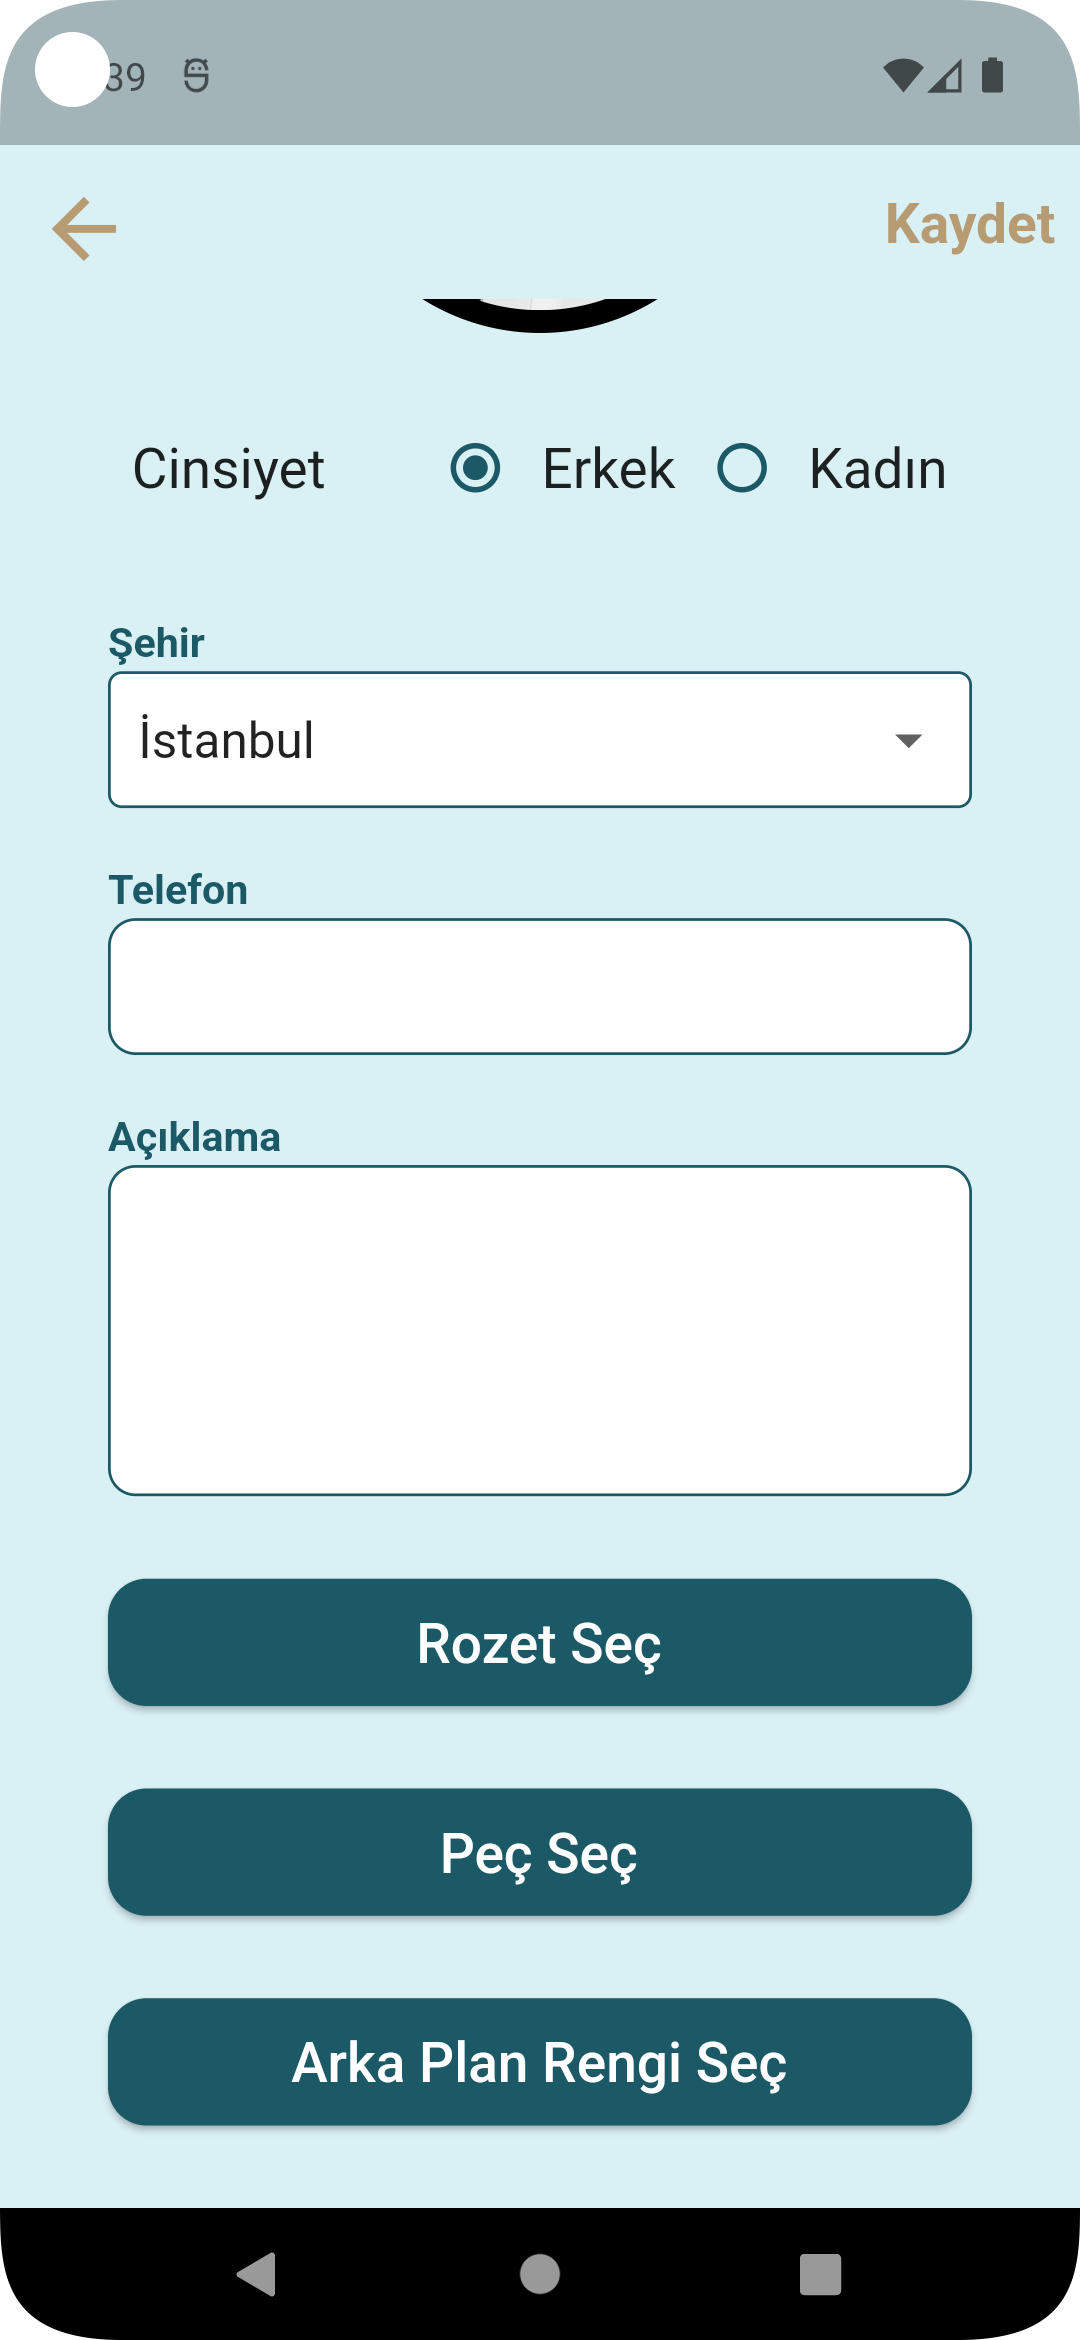 39
Kaydet
Cinsiyet Erkek Kadın
Şehir
İstanbul
Telefon
Açıklama
Rozet Seç
Peç Seç
Arka Plan Rengi Seç